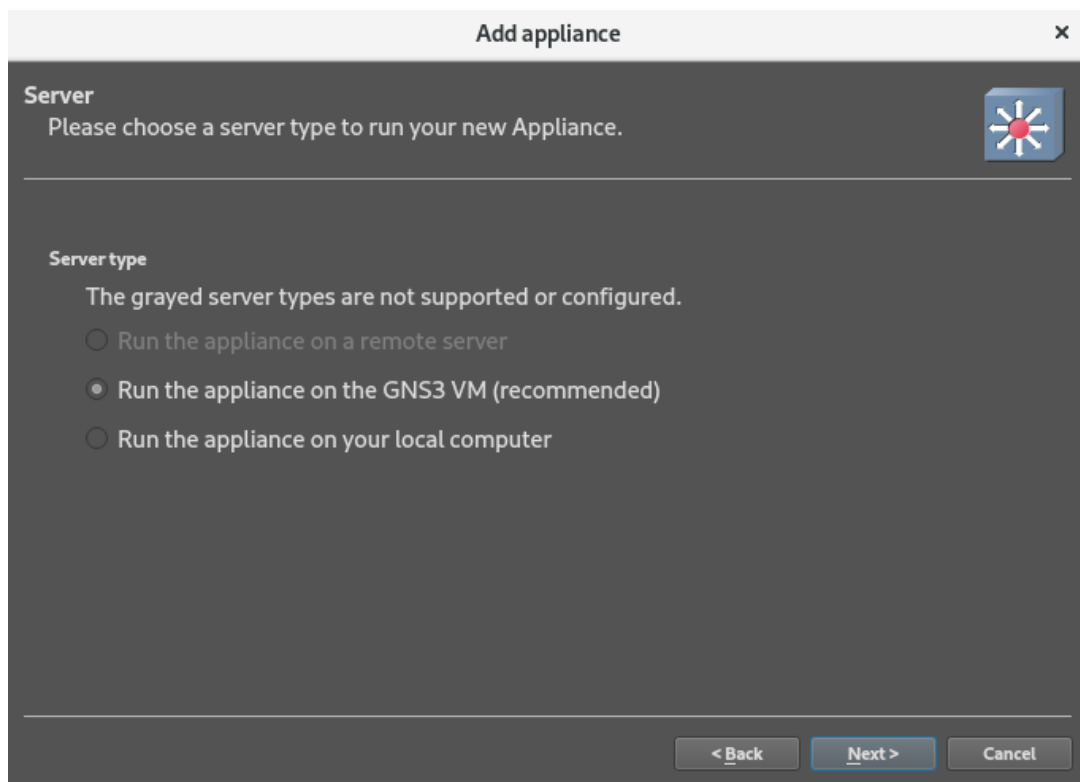 Add appliance
Server
Please choose a server type to run your new Appliance.
Server type
The grayed server types are not supported or configured.
Run the appliance on a remote server
Run the appliance on the GNS3 VM (recommended)
Run the appliance on your local computer
< Back Next > Cancel